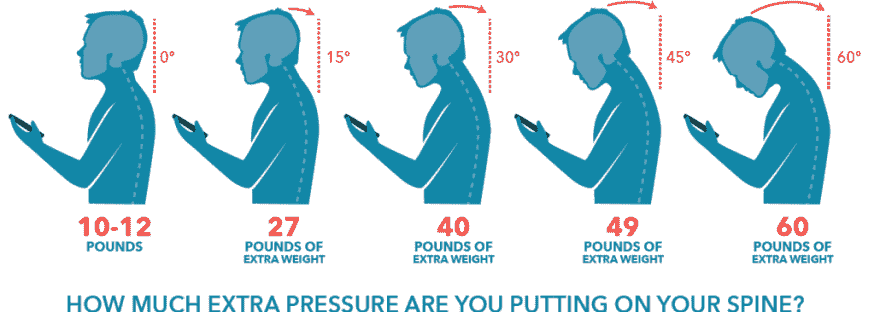 0°
15°
30°
45°
60°
10-12
POUNDS
27
POUNDS OF
EXTRA WEIGHT
40
POUNDS OF
EXTRA WEIGHT
49
POUNDS OF
EXTRA WEIGHT
60
POUNDS OF
EXTRA WEIGHT
HOW MUCH EXTRA PRESSURE ARE YOU PUTTING ON YOUR SPINE?